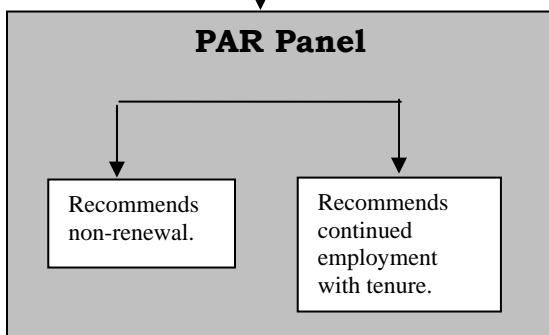 PAR Panel
Recommends
non-renewal.
Recommends
continued
employment
with tenure.